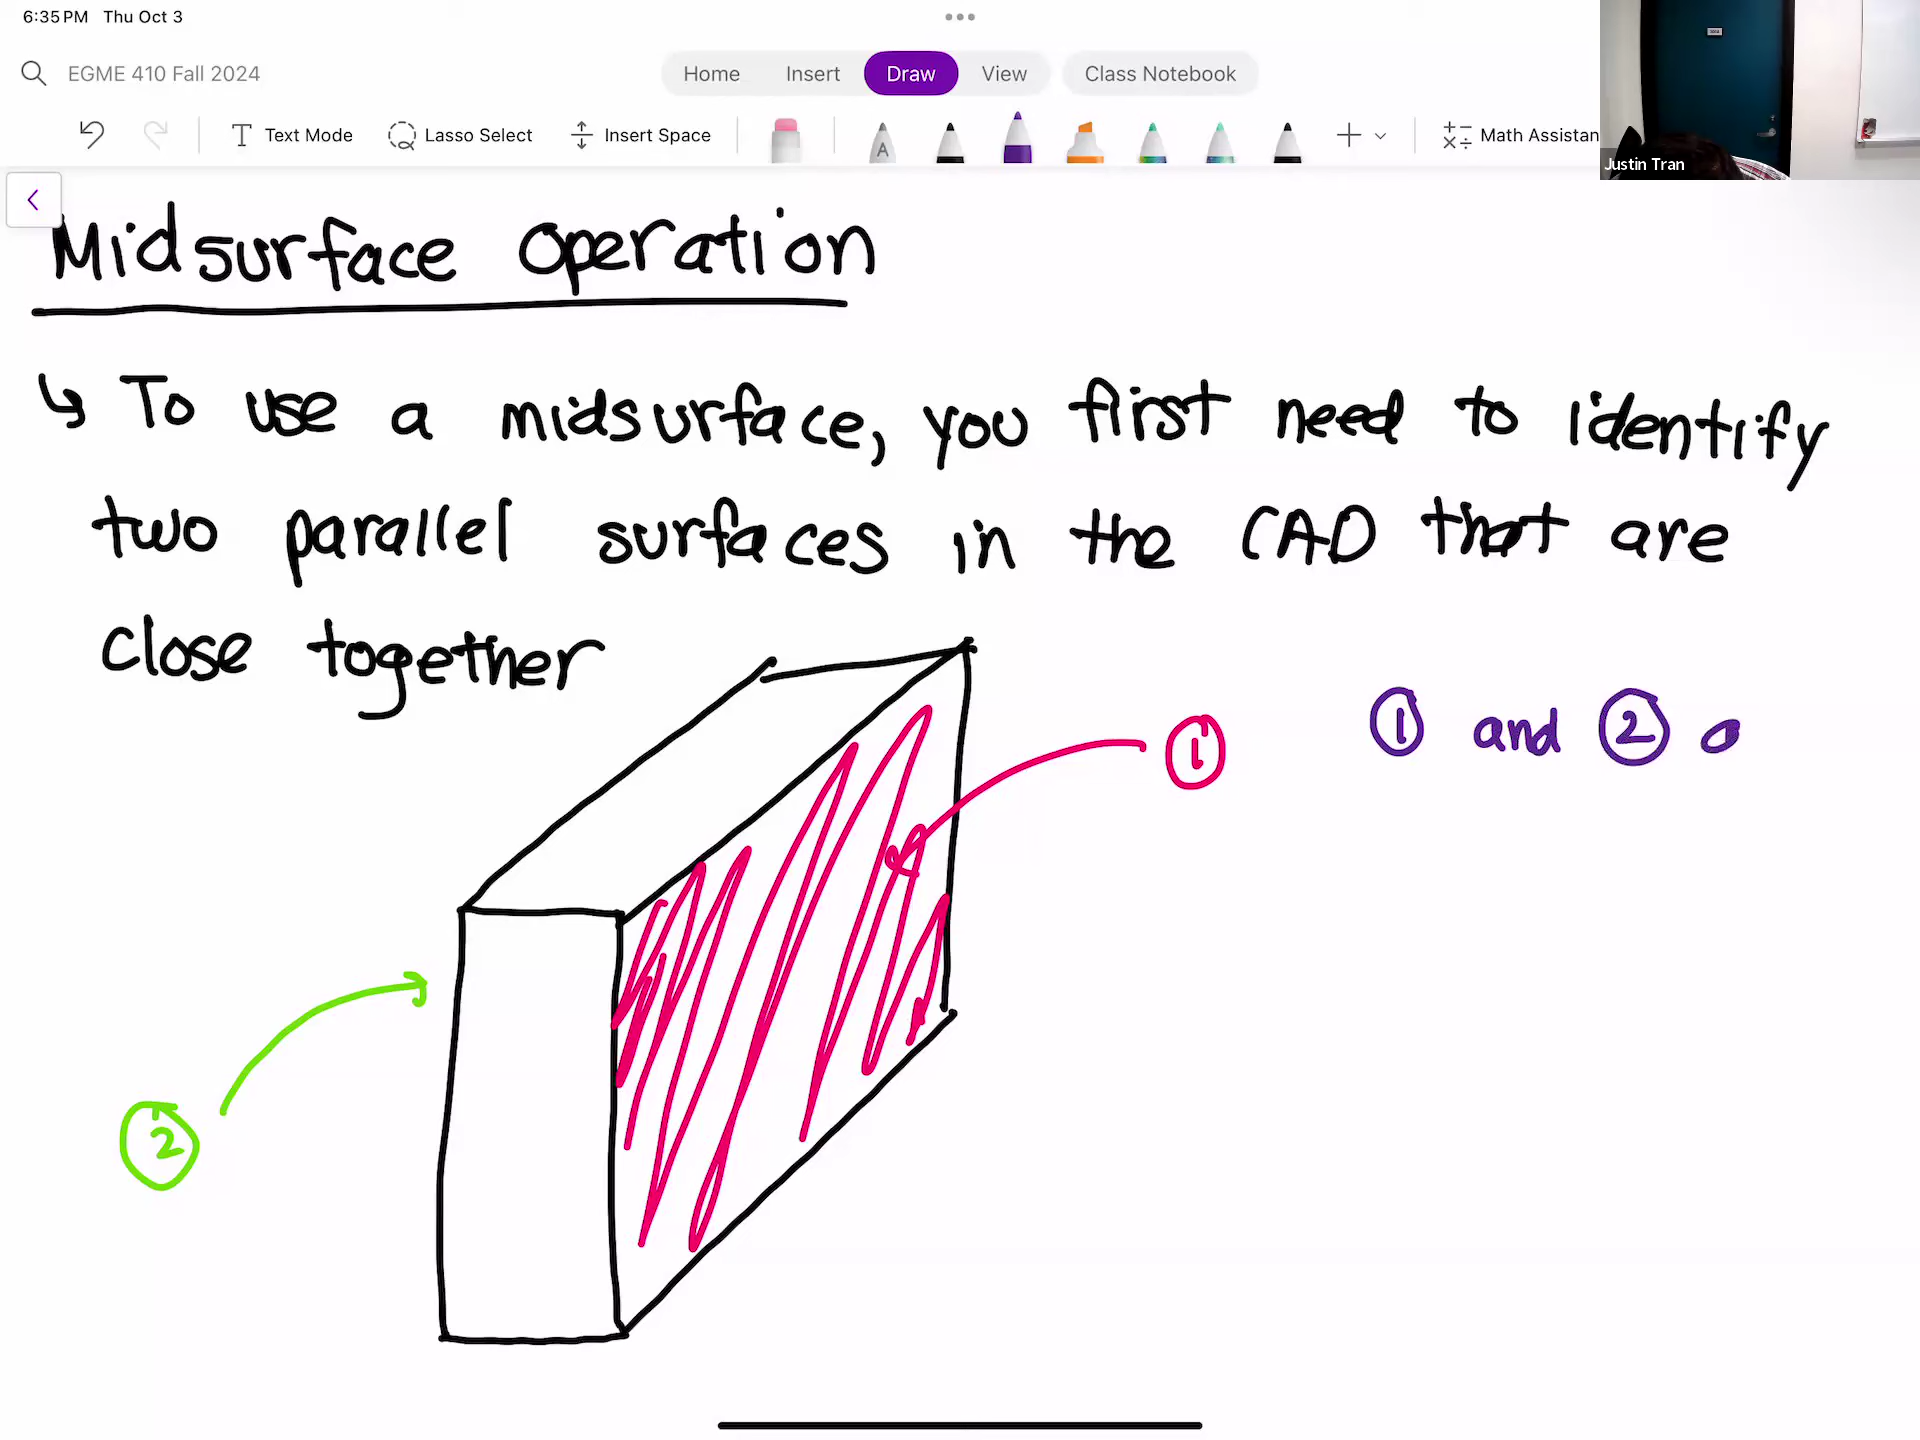 6:35 PM Thu Oct 3
EGME 410 Fall 2024
Home Insert Draw View Class Notebook
Text Mode Lasso Select Insert Space A Math Assistan
Justin Tran
Midsurface Operation
↳ To use a midsurface, you first need to identify
two parallel surfaces in the CAD that are
close together
① and ② a
①
②